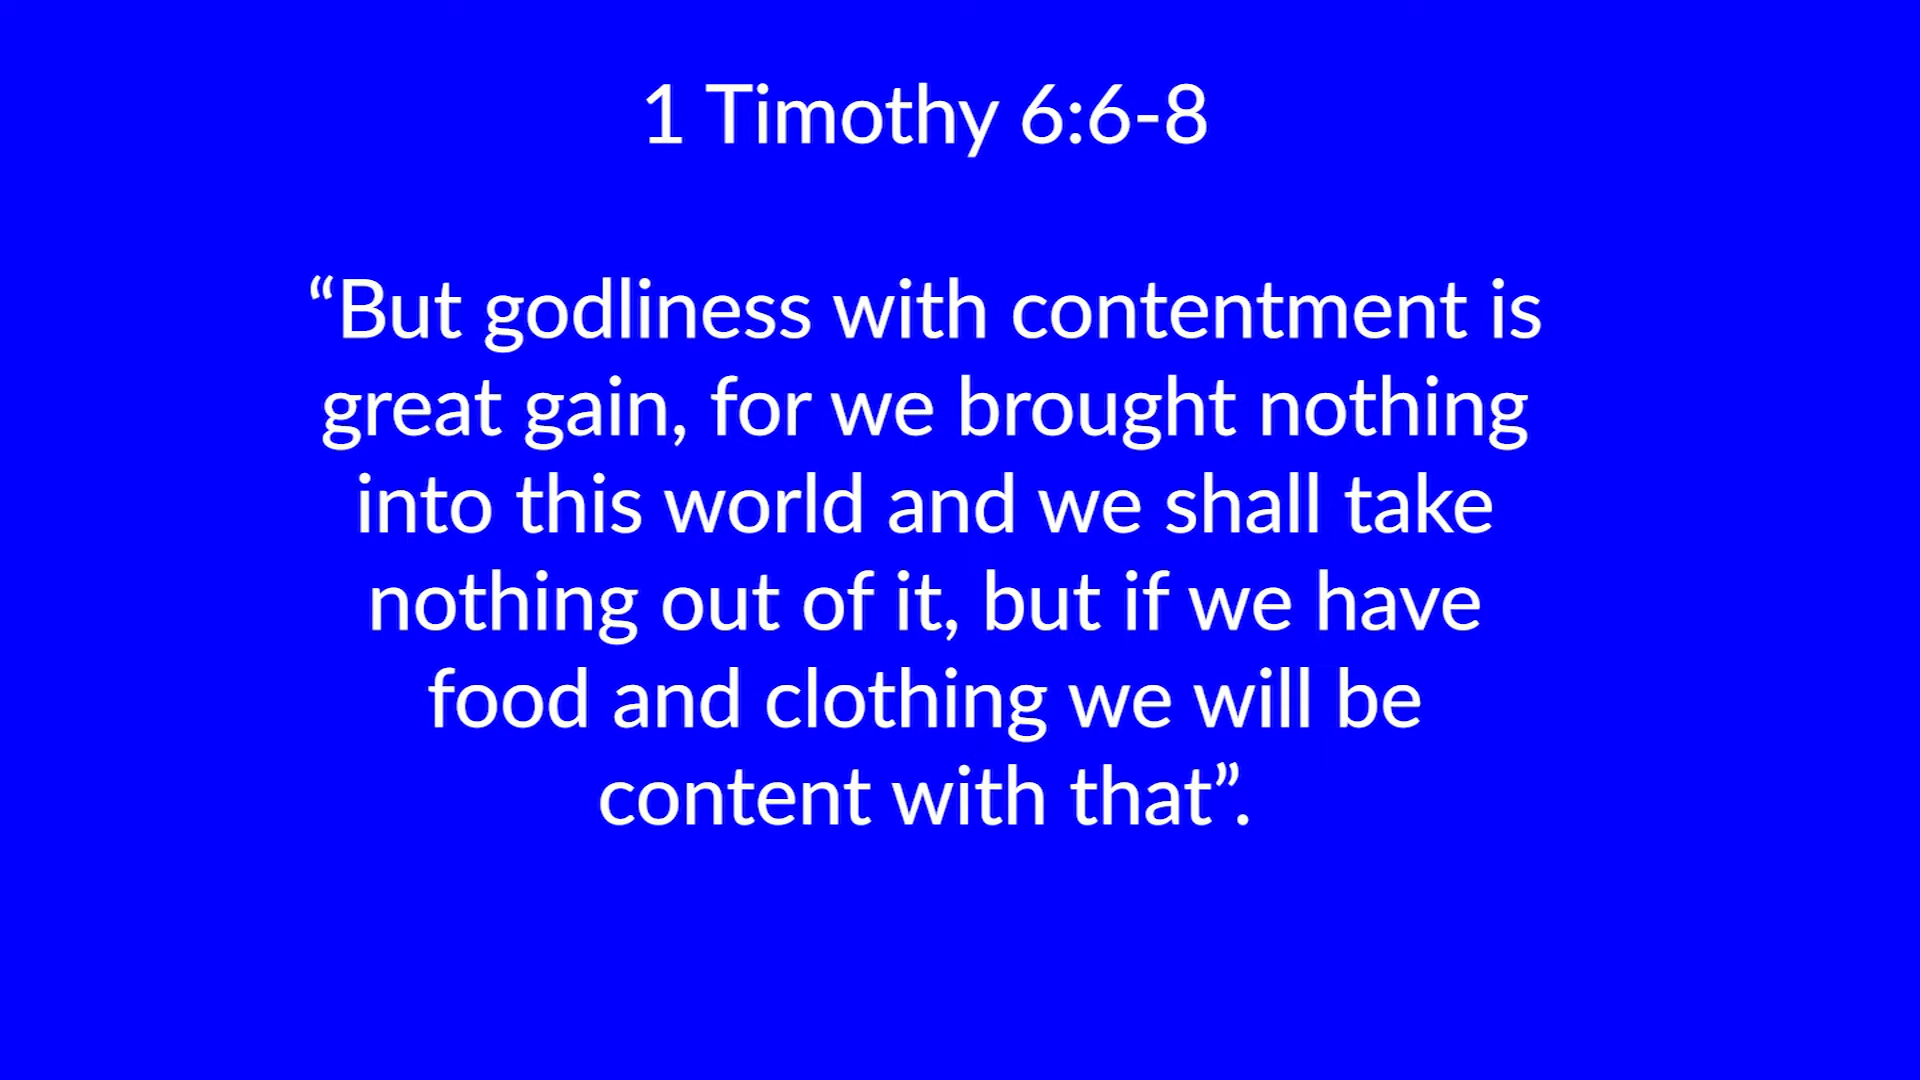 1 Timothy 6:6-8
“But godliness with contentment is
great gain, for we brought nothing
into this world and we shall take
nothing out of it, but if we have
food and clothing we will be
content with that”.